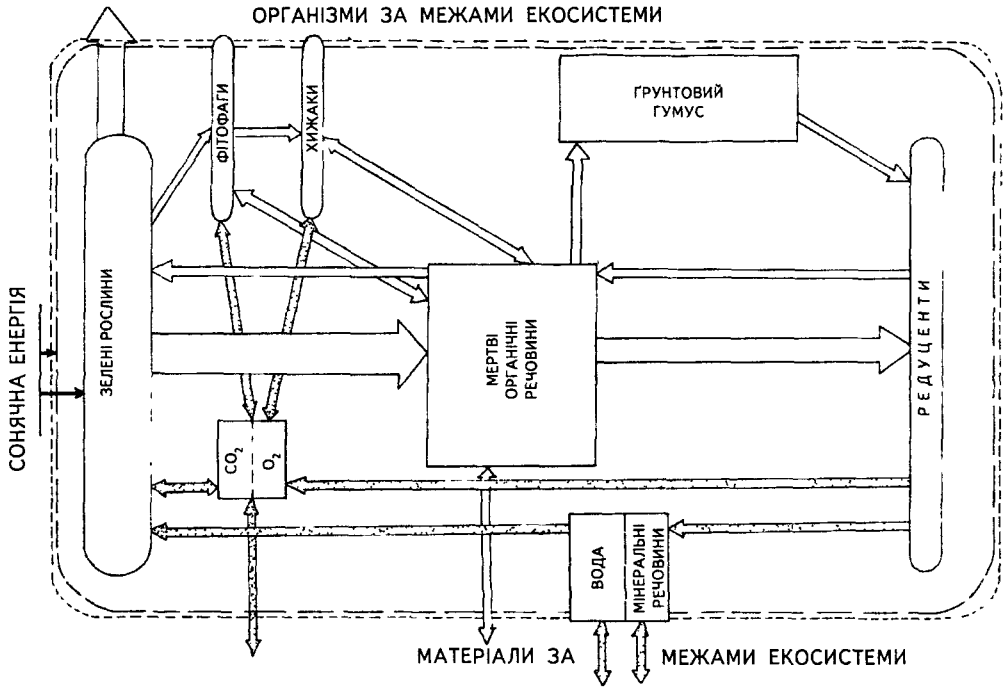 ОРГАНІЗМИ ЗА МЕЖАМИ ЕКОСИСТЕМИ
ФІТОФАГИ
ХИЖАКИ
ҐРУНТОВИЙ
ГУМУС
СОНЯЧНА ЕНЕРГІЯ
ЗЕЛЕНІ РОСЛИНИ
МЕРТВІ
ОРГАНІЧНІ
РЕЧОВИНИ
РЕДУЦЕНТИ
CO2
O2
ВОДА
МІНЕРАЛЬНІ
РЕЧОВИНИ
МАТЕРІАЛИ ЗА МЕЖАМИ ЕКОСИСТЕМИ